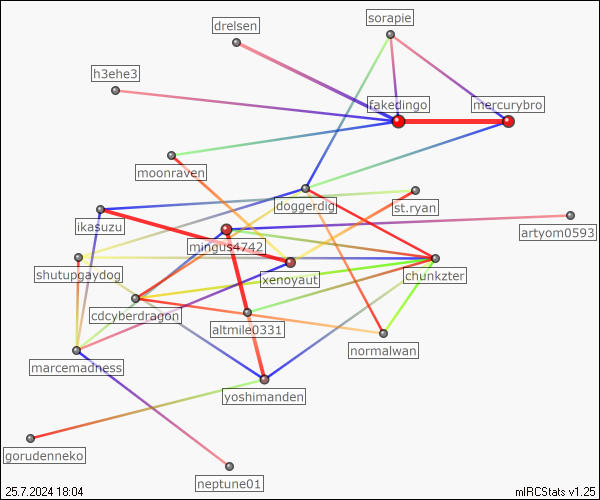 sorapie
drelsen
h3ehe3
fakedingo
mercurybro
moonraven
doggerdig
st.ryan
ikasuzu
artyom0593
mingus4742
shutupgaydog
xenoyaut
chunkzter
cdcyberdragon
altmile0331
normalwan
marcemadness
yoshimanden
gorudenneko
neptune01
25.7.2024 18:04
mIRCStats v1.25